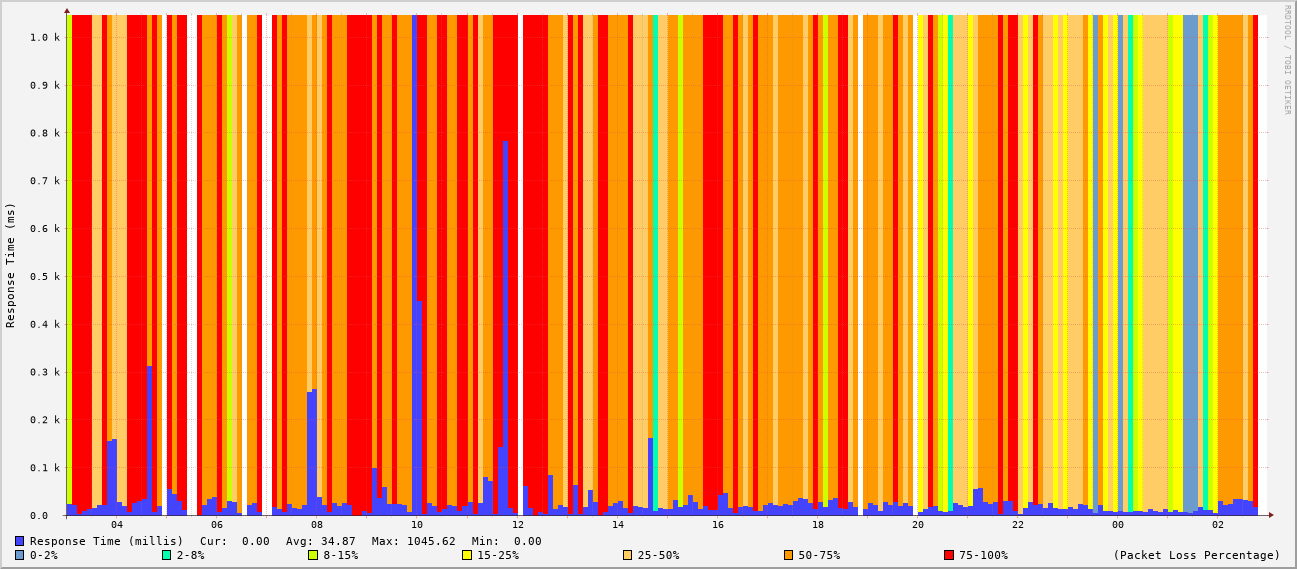 RRDTOOL / TOBI OETIKER
Response Time (ms)
1.0 k
0.9 k
0.8 k
0.7 k
0.6 k
0.5 k
0.4 k
0.3 k
0.2 k
0.1 k
0.0
04 06 08 10 12 14 16 18 20 22 00 02
Response Time (millis) Cur: 0.00 Avg: 34.87 Max: 1045.62 Min: 0.00
0-2% 2-8% 8-15% 15-25% 25-50% 50-75% 75-100% (Packet Loss Percentage)